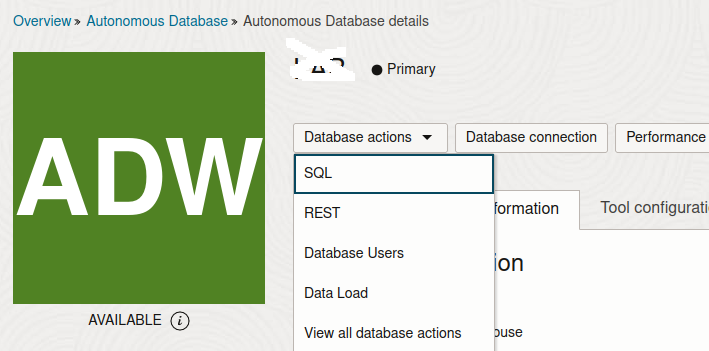 Overview » Autonomous Database » Autonomous Database details
ADW
AVAILABLE i
Primary
Database actions
Database connection
Performance
SQL
REST
Database Users
Data Load
View all database actions
formation
Tool configurati
ion
ouse